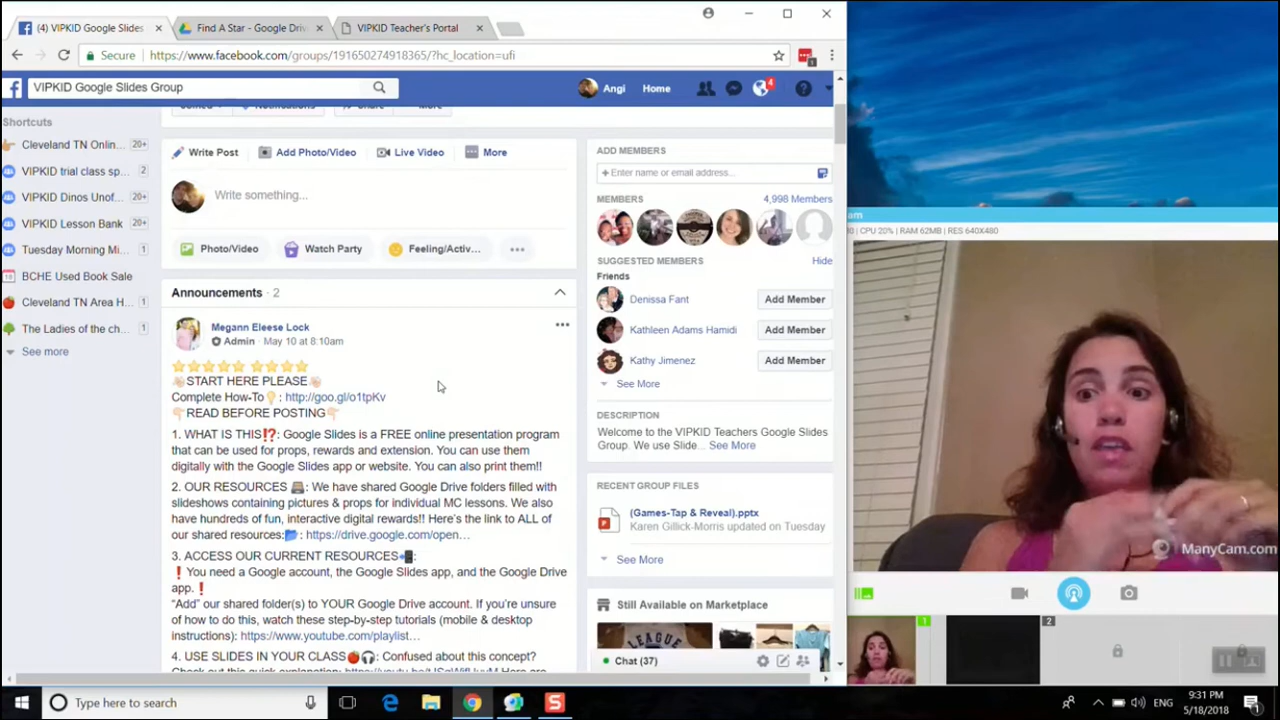 (4) VIPKID Google Slides
Find A Star - Google Dri
VIPKID Teacher's Portal
Secure
https://www.facebook.com/groups/191650274918365/?hc_location=ufi
VIPKID Google Slides Group
Angi
Home
4
Shortcuts
Cleveland TN Onlin... 20+
VIPKID trial class sp... 2
VIPKID Dinos Unof... 20+
VIPKID Lesson Bank 20+
Tuesday Morning Mi... 1
BCHE Used Book Sale
Cleveland TN Area H... 1
The Ladies of the ch... 1
See more
Write Post
Add Photo/Video
Live Video
More
Write something...
Photo/Video
Watch Party
Feeling/Activ...
Announcements · 2
Megann Eleese Lock
Admin · May 10 at 8:10am
START HERE PLEASE
Complete How-To : http://goo.gl/o1tpKv
READ BEFORE POSTING
1. WHAT IS THIS⁉: Google Slides is a FREE online presentation program
that can be used for props, rewards and extension. You can use them
digitally with the Google Slides app or website. You can also print them!!
2. OUR RESOURCES : We have shared Google Drive folders filled with
slideshows containing pictures & props for individual MC lessons. We also
have hundreds of fun, interactive digital rewards!! Here's the link to ALL of
our shared resources: https://drive.google.com/open...
3. ACCESS OUR CURRENT RESOURCES:
❗You need a Google account, the Google Slides app, and the Google Drive
app.❗
"Add" our shared folder(s) to YOUR Google Drive account. If you're unsure
of how to do this, watch these step-by-step tutorials (mobile & desktop
instructions): https://www.youtube.com/playlist...
4. USE SLIDES IN YOUR CLASS: Confused about this concept?
ADD MEMBERS
+ Enter name or email address...
MEMBERS
4,998 Members
SUGGESTED MEMBERS
Hide
Friends
Denissa Fant
Add Member
Kathleen Adams Hamidi
Add Member
Kathy Jimenez
Add Member
See More
DESCRIPTION
Welcome to the VIPKID Teachers Google Slides
Group. We use Slide... See More
RECENT GROUP FILES
(Games-Tap & Reveal).pptx
Karen Gillick-Morris updated on Tuesday
See More
Still Available on Marketplace
LEAGUE
Chat (37)
am
| CPU 20% | RAM 62MB | RES 640X480
ManyCam.com
1
2
Type here to search
ENG
9:31 PM
5/18/2018